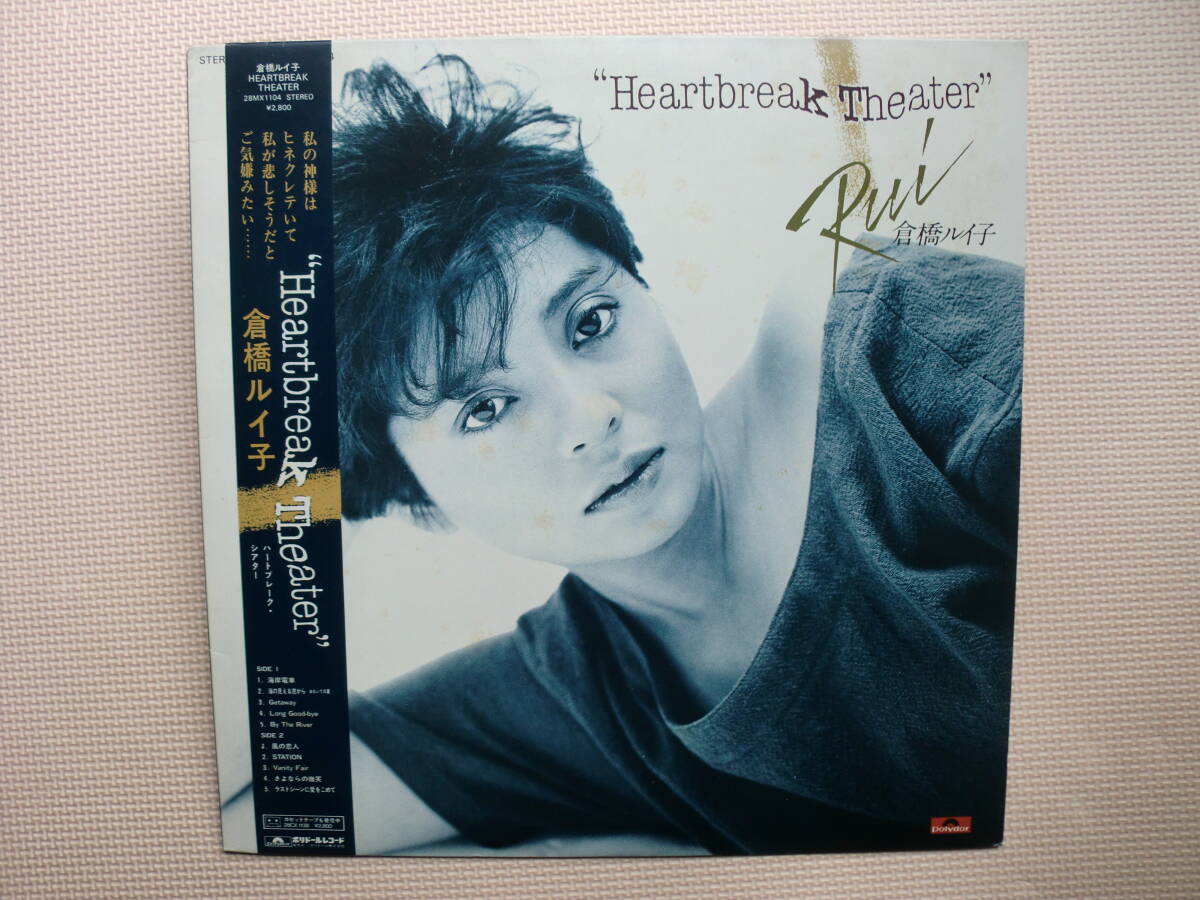 STER
倉橋ルイ子
HEARTBREAK
THEATER
28MX1104 STEREO
¥2,800
私の神様は
ヒネクレテいて
私が悲しそうだと
ご気嫌みたい……
“Heartbreak Theater”
倉橋ルイ子
ハートブレーク・
シアター
SIDE 1
1. 海岸電車
2. 海の見える窓から
3. Getaway
4. Long Good-bye
5. By The River
SIDE 2
1. 風の恋人
2. STATION
3. Vanity Fair
4. さよならの微笑
5. ラストシーンに愛をこめて
カセットテープも発売中
28CX1108 ¥2,800
ポリドールレコード
“Heartbreak Theater”
Rui
倉橋ルイ子
Polydor